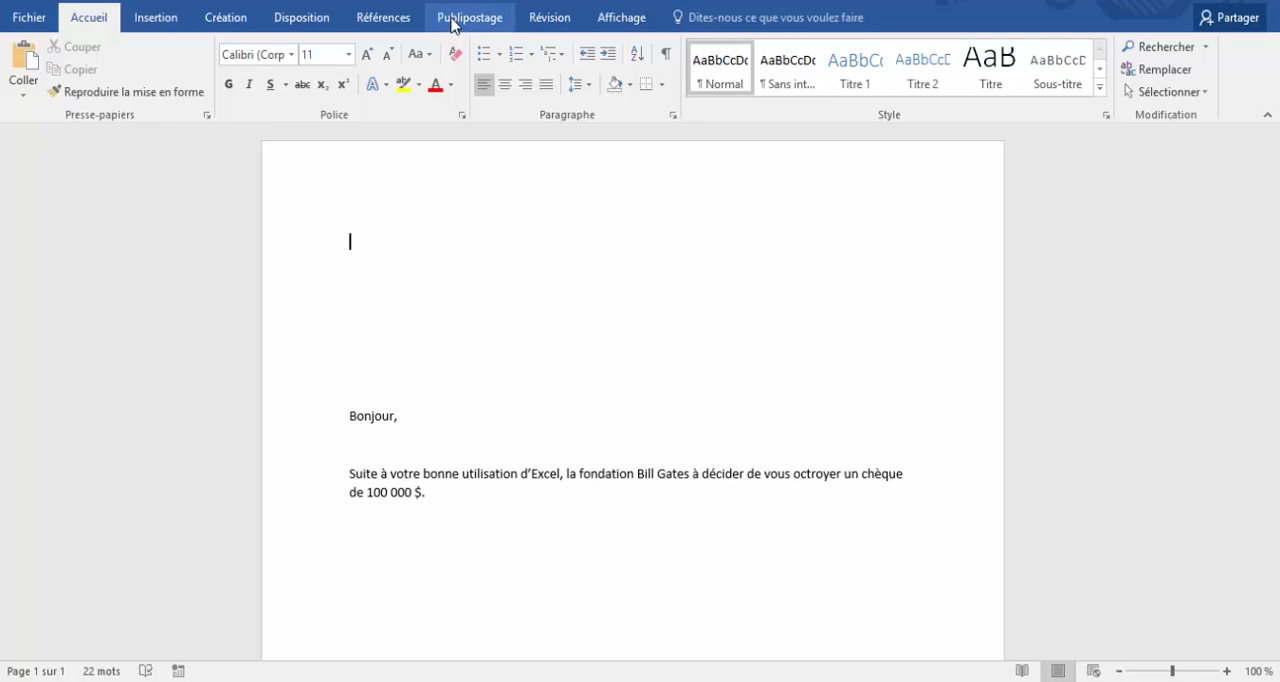 Fichier Accueil Insertion Création Disposition Références Publipostage Révision Affichage Dites-nous ce que vous voulez faire Partager
Coller
Couper
Copier
Reproduire la mise en forme
Presse-papiers
Calibri (Corp 11
Aa
G I S abc x₂ x² A ab A
Police
Paragraphe
AaBbCcDc AaBbCcDc AaBbCc AaBbCcC AaB AaBbCcC
¶ Normal ¶ Sans int... Titre 1 Titre 2 Titre Sous-titre
Style
Rechercher
Remplacer
Sélectionner
Modification
Bonjour,
Suite à votre bonne utilisation d’Excel, la fondation Bill Gates à décider de vous octroyer un chèque
de 100 000 $.
Page 1 sur 1 22 mots 100 %